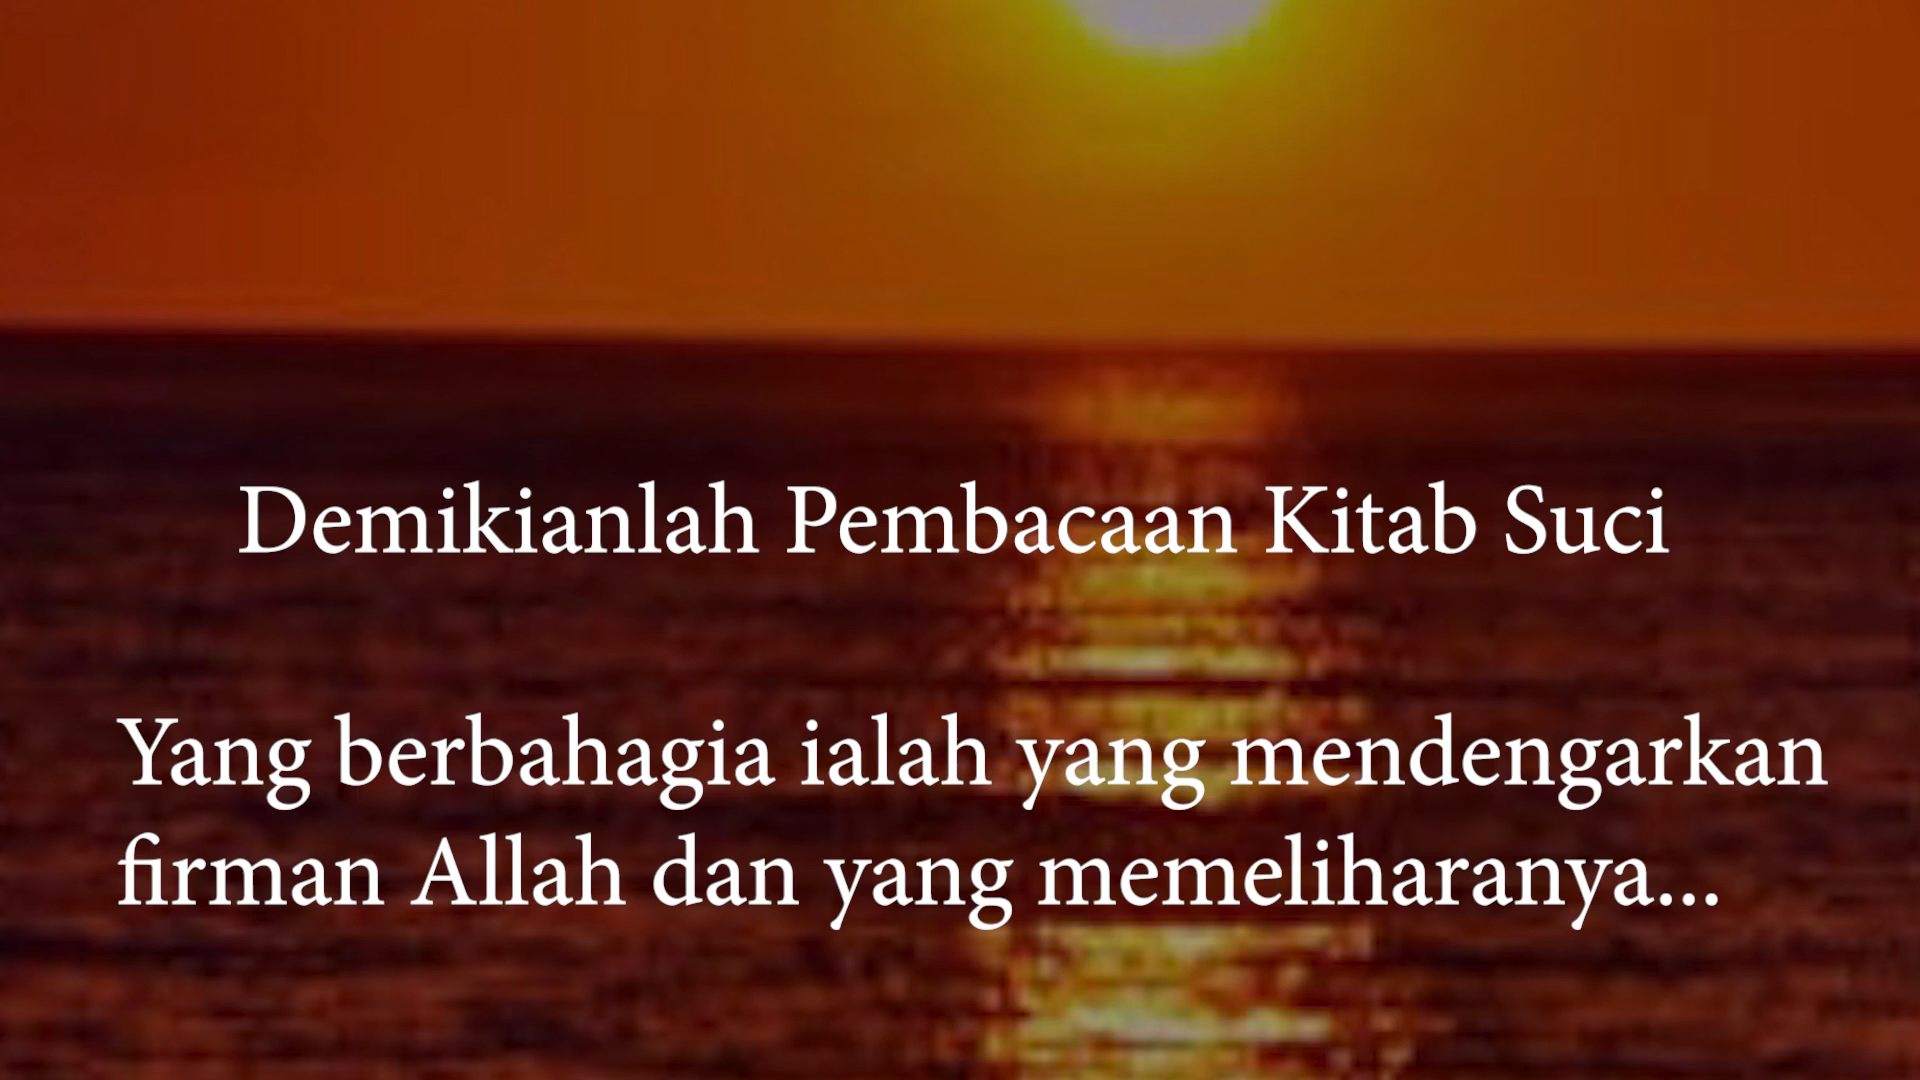 Demikianlah Pembacaan Kitab Suci
Yang berbahagia ialah yang mendengarkan
firman Allah dan yang memeliharanya...